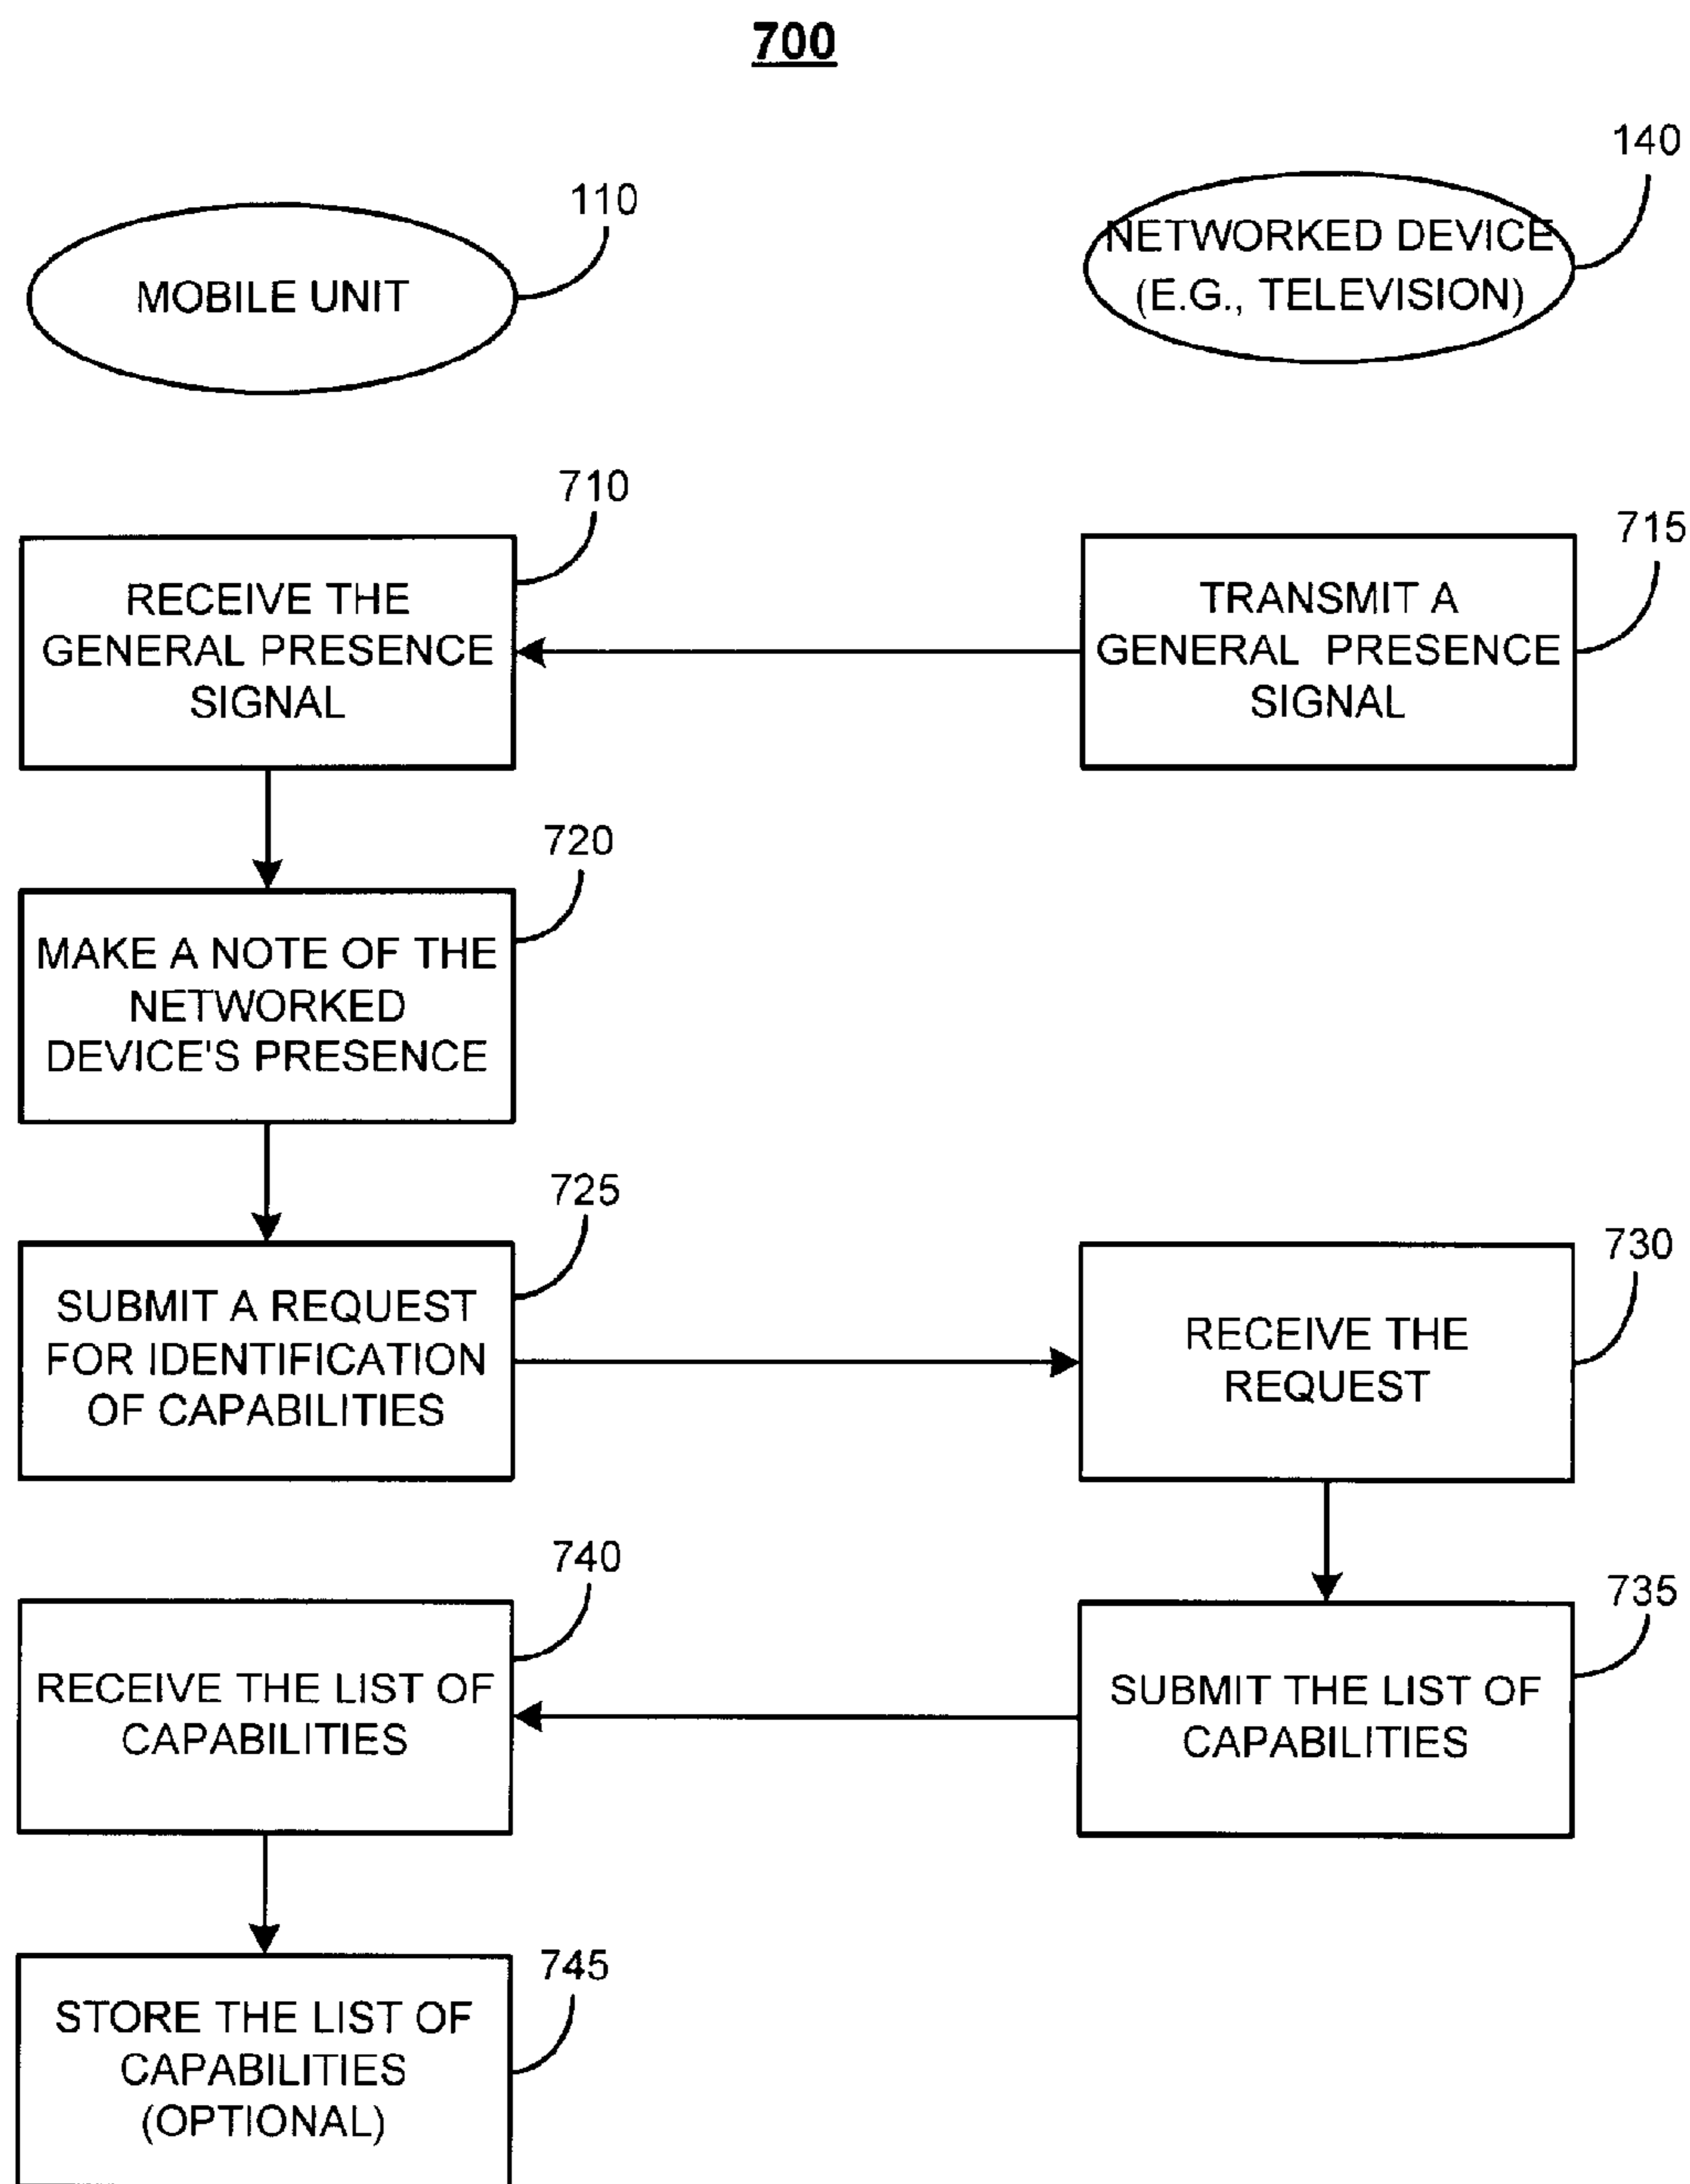 700
110
MOBILE UNIT
140
NETWORKED DEVICE
(E.G., TELEVISION)
710
RECEIVE THE
GENERAL PRESENCE
SIGNAL
715
TRANSMIT A
GENERAL PRESENCE
SIGNAL
720
MAKE A NOTE OF THE
NETWORKED
DEVICE'S PRESENCE
725
SUBMIT A REQUEST
FOR IDENTIFICATION
OF CAPABILITIES
730
RECEIVE THE
REQUEST
735
SUBMIT THE LIST OF
CAPABILITIES
740
RECEIVE THE LIST OF
CAPABILITIES
745
STORE THE LIST OF
CAPABILITIES
(OPTIONAL)